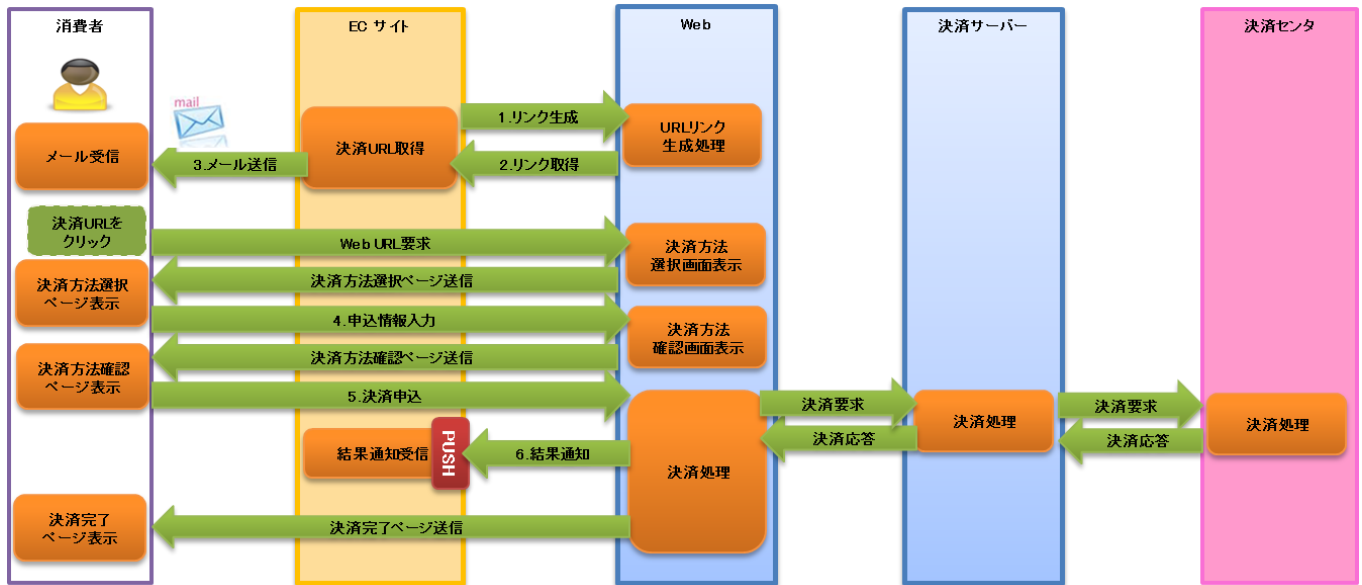 消費者
ECサイト
Web
決済サーバー
決済センタ
mail
メール受信
3.メール送信
決済URL取得
1.リンク生成
2.リンク取得
URLリンク
生成処理
決済URLを
クリック
Web URL要求
決済方法
選択画面表示
決済方法選択ページ送信
決済方法選択
ページ表示
4.申込情報入力
決済方法
確認画面表示
決済方法確認ページ送信
決済方法確認
ページ表示
5.決済申込
決済要求
決済応答
決済処理
決済要求
決済応答
決済処理
結果通知受信
PUSH
6.結果通知
決済処理
決済完了
ページ表示
決済完了ページ送信